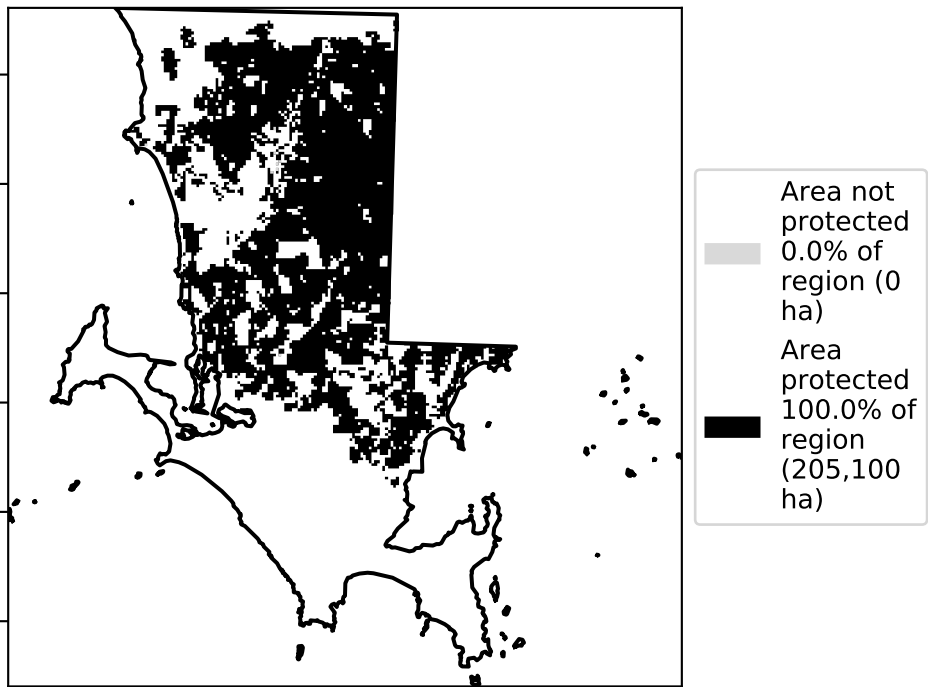 Area not
protected
0.0% of
region (0
ha)
Area
protected
100.0% of
region
(205,100
ha)